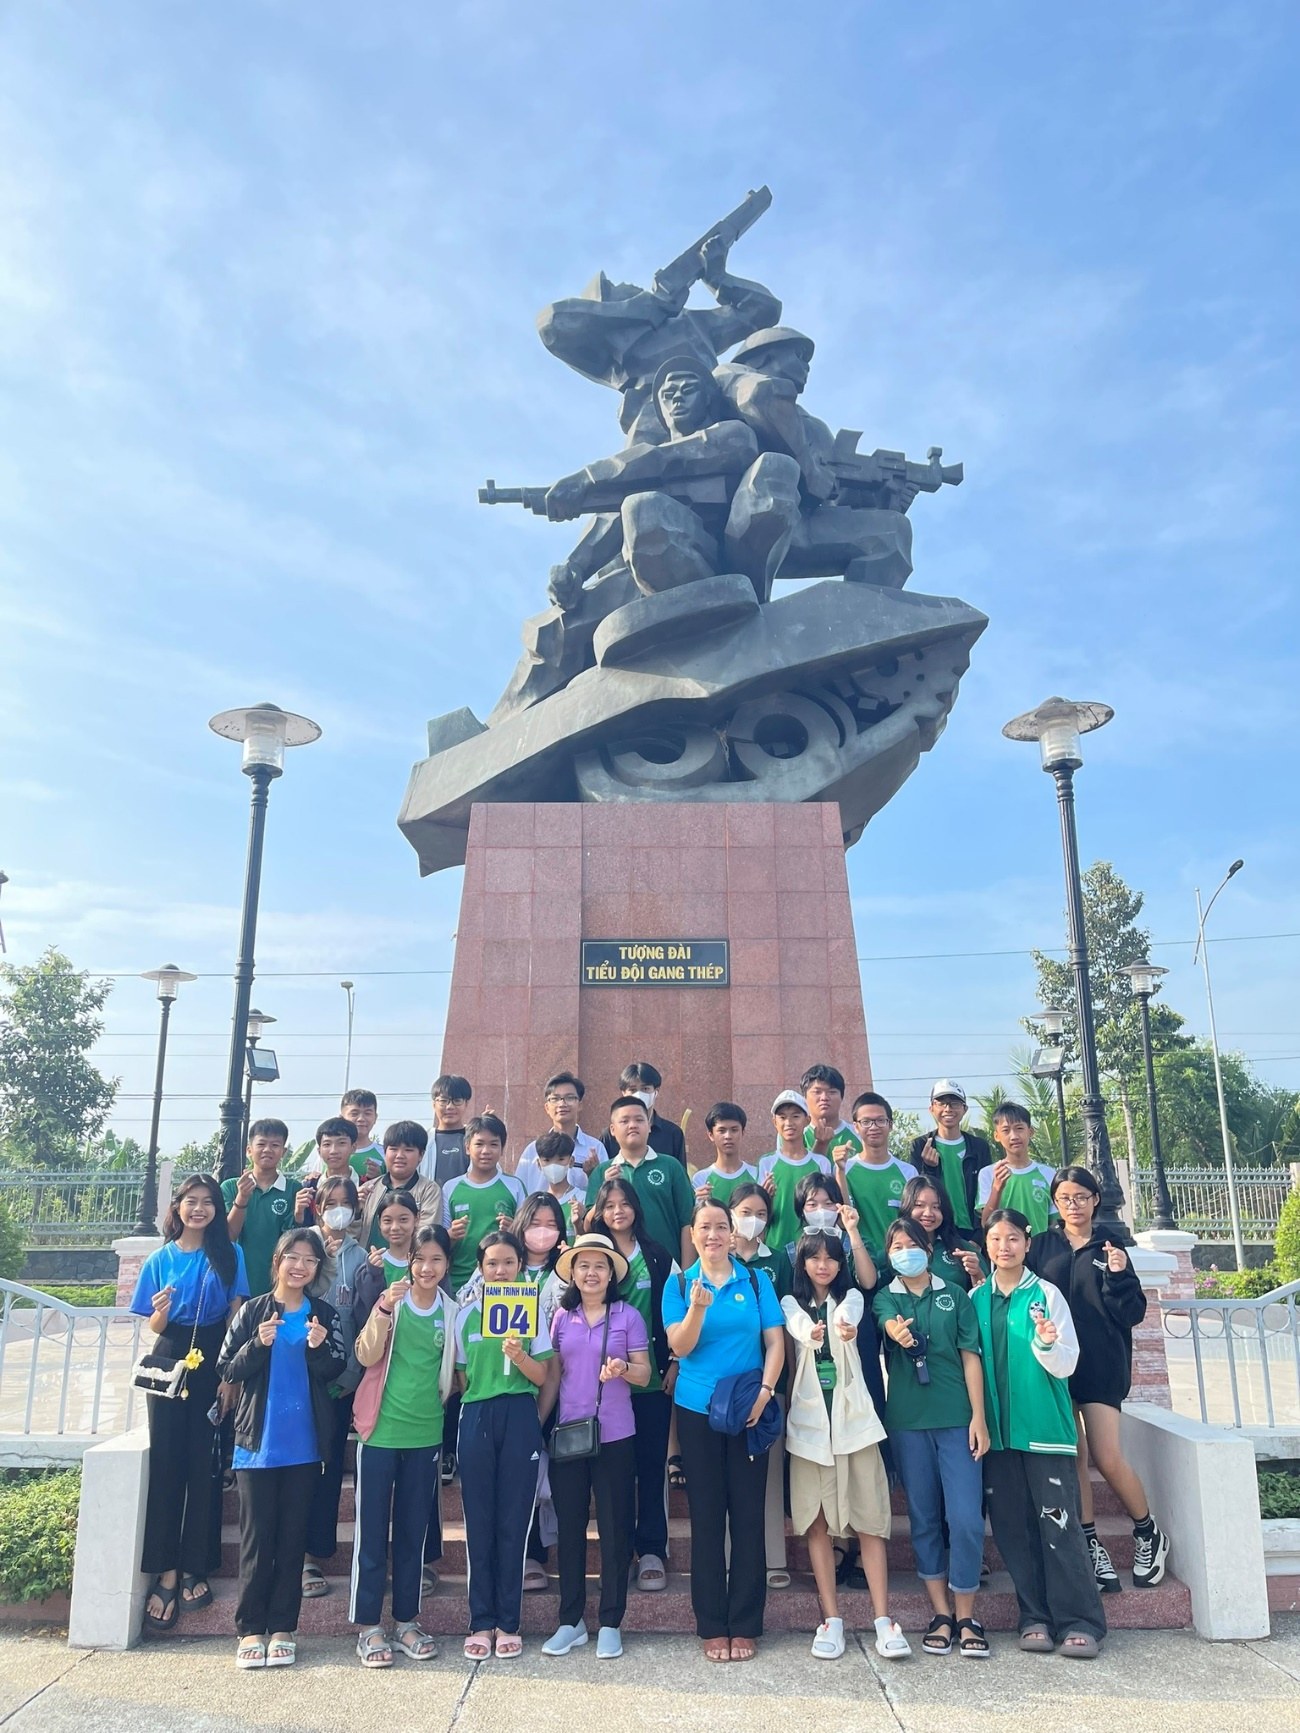 TƯỢNG ĐÀI
TIỂU ĐỘI GANG THÉP
HÀNH TRÌNH VÀNG
04